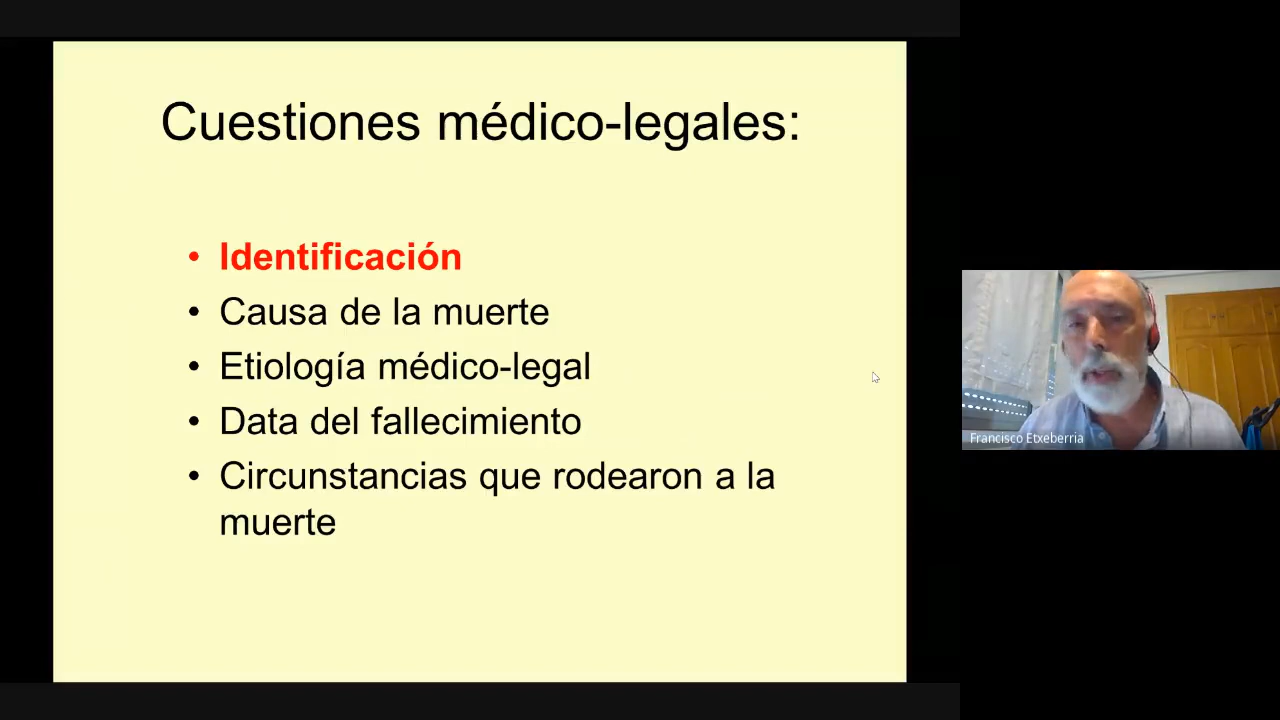 Cuestiones médico-legales:
• Identificación
• Causa de la muerte
• Etiología médico-legal
• Data del fallecimiento
• Circunstancias que rodearon a la
muerte
Francisco Etxeberria